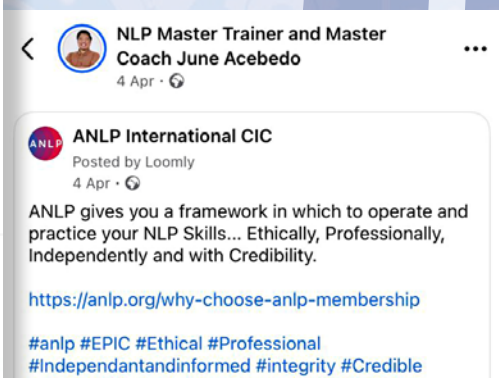 NLP Master Trainer and Master
Coach June Acebedo
4 Apr ·
ANLP
ANLP International CIC
Posted by Loomly
4 Apr ·
ANLP gives you a framework in which to operate and
practice your NLP Skills... Ethically, Professionally,
Independently and with Credibility.
https://anlp.org/why-choose-anlp-membership
#anlp #EPIC #Ethical #Professional
#Independantandinformed #integrity #Credible